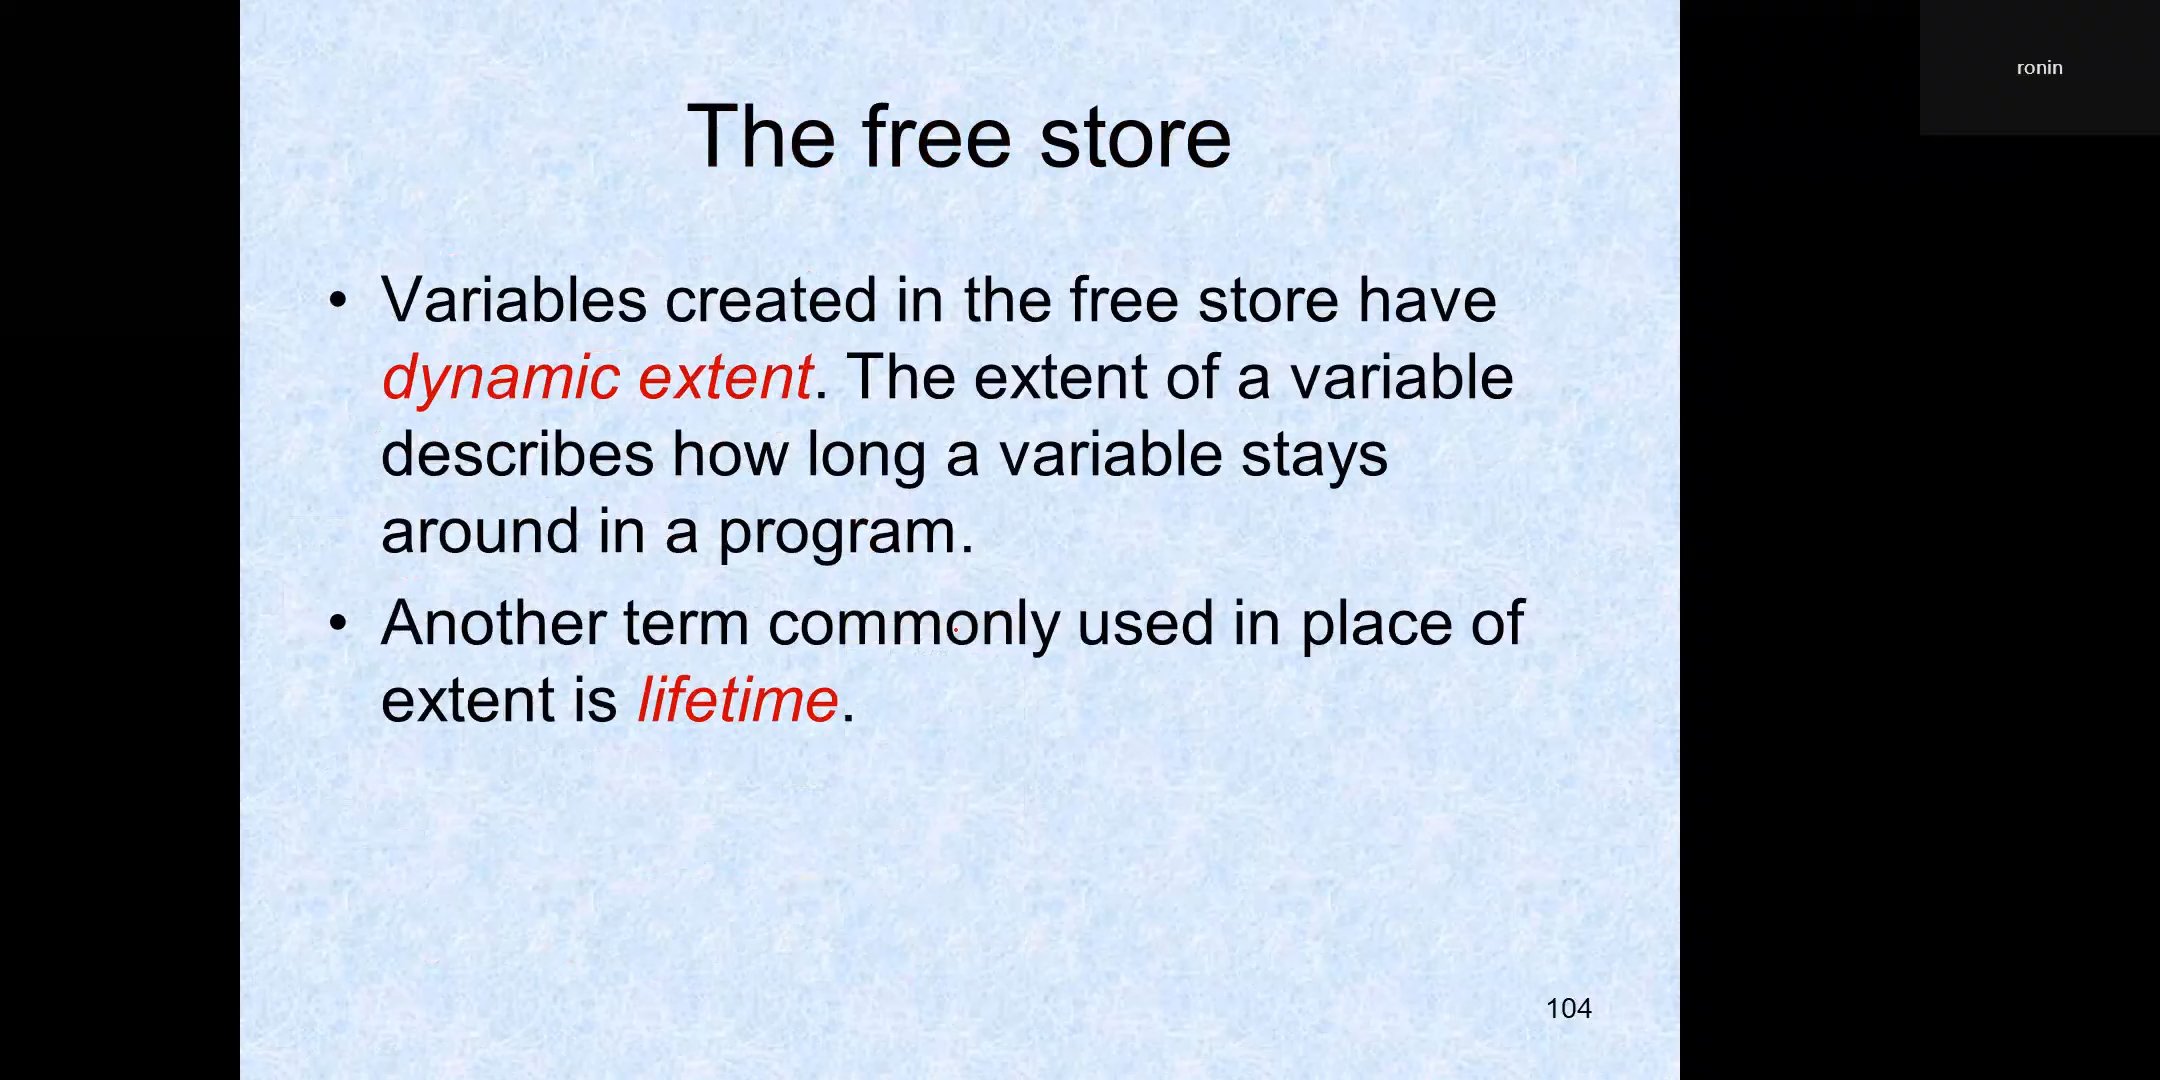 ronin
The free store
• Variables created in the free store have
dynamic extent. The extent of a variable
describes how long a variable stays
around in a program.
• Another term commonly used in place of
extent is lifetime.
104